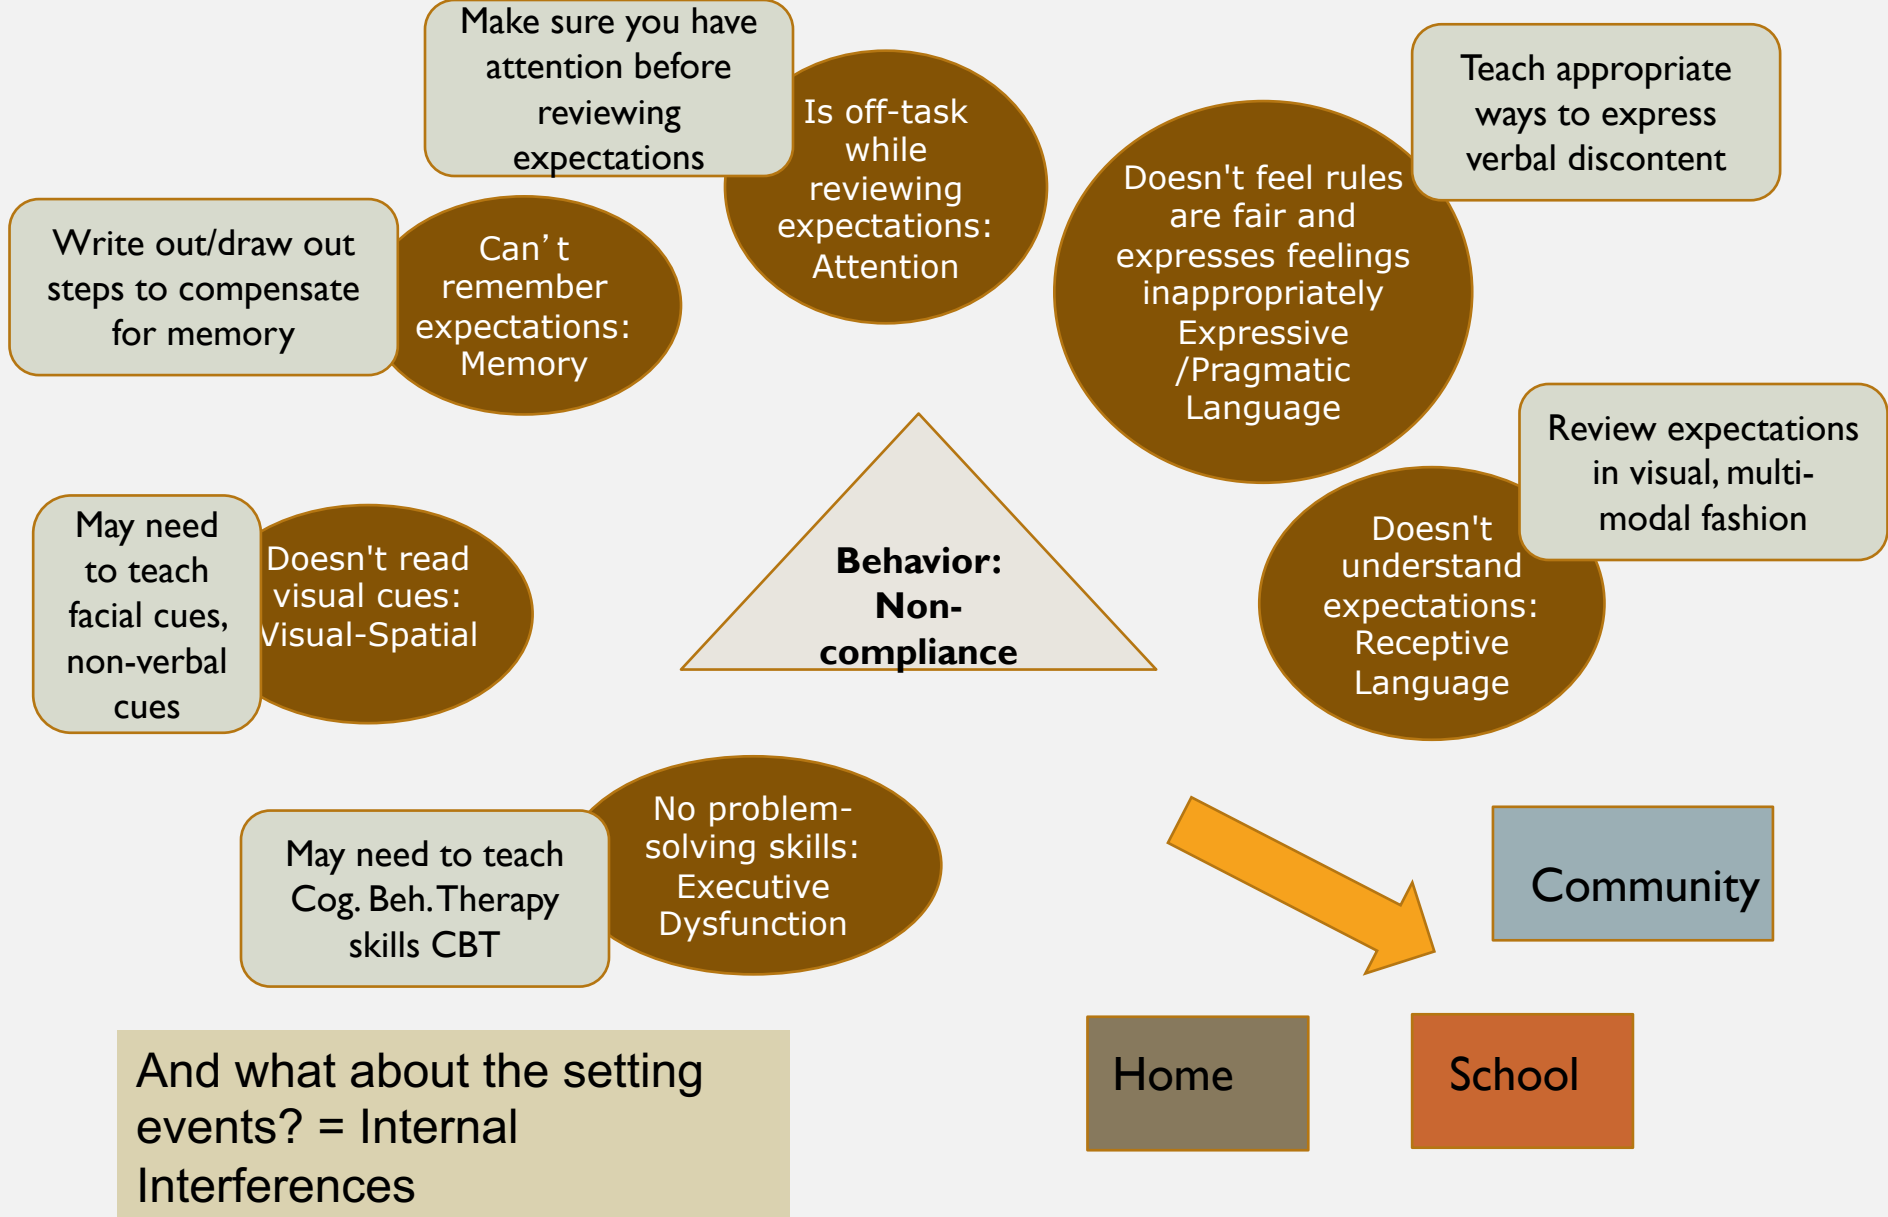 Make sure you have
attention before
reviewing
expectations
Is off-task
while
reviewing
expectations:
Attention
Teach appropriate
ways to express
verbal discontent
Doesn't feel rules
are fair and
expresses feelings
inappropriately
Expressive
/Pragmatic
Language
Write out/draw out
steps to compensate
for memory
Can’t
remember
expectations:
Memory
Review expectations
in visual, multi-
modal fashion
Doesn't
understand
expectations:
Receptive
Language
May need
to teach
facial cues,
non-verbal
cues
Doesn't read
visual cues:
Visual-Spatial
Behavior:
Non-
compliance
May need to teach
Cog. Beh. Therapy
skills CBT
No problem-
solving skills:
Executive
Dysfunction
Community
Home
School
And what about the setting
events? = Internal
Interferences